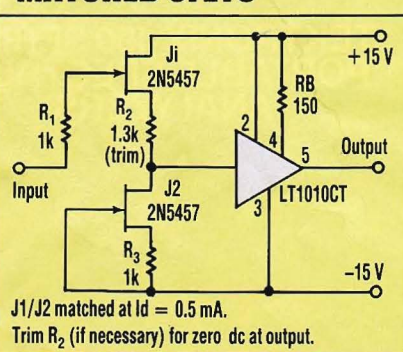 +15 V
Ji
2N5457
RB
150
R1
1k
R2
1.3k
(trim)
2
4
5
Output
LT1010CT
3
Input
J2
2N5457
R3
1k
−15 V
J1/J2 matched at Id = 0.5 mA.
Trim R2 (if necessary) for zero dc at output.